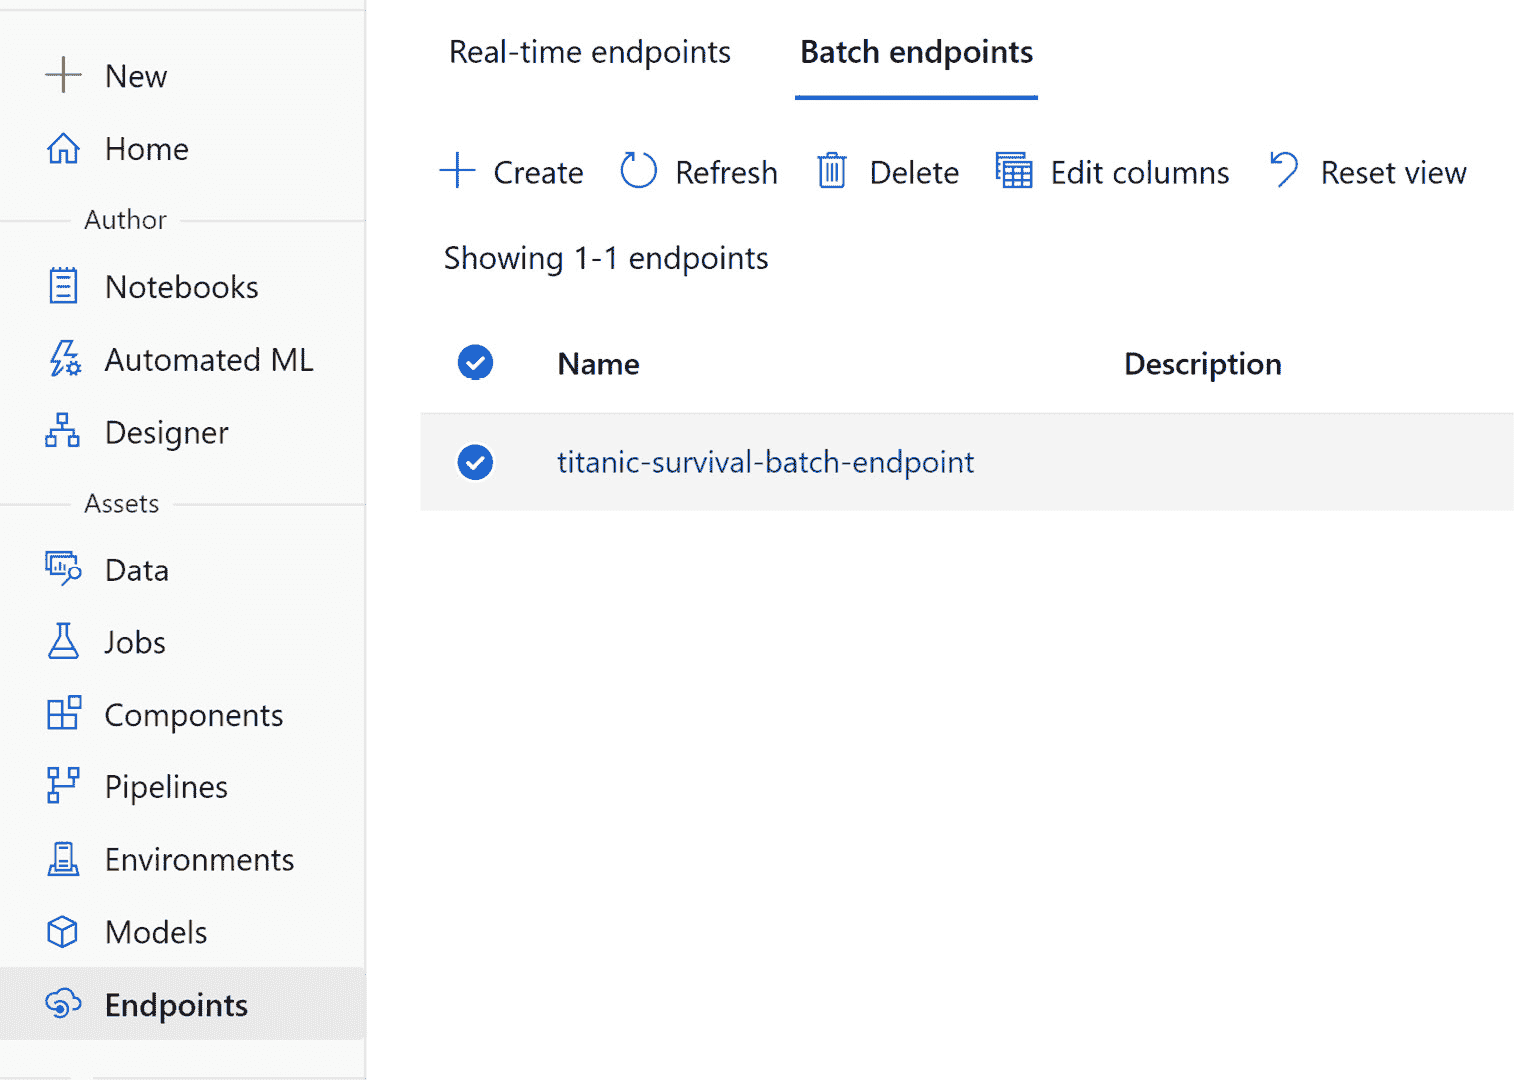 New
Home
Author
Notebooks
Automated ML
Designer
Assets
Data
Jobs
Components
Pipelines
Environments
Models
Endpoints
Real-time endpoints Batch endpoints
Create Refresh Delete Edit columns Reset view
Showing 1-1 endpoints
Name Description
titanic-survival-batch-endpoint